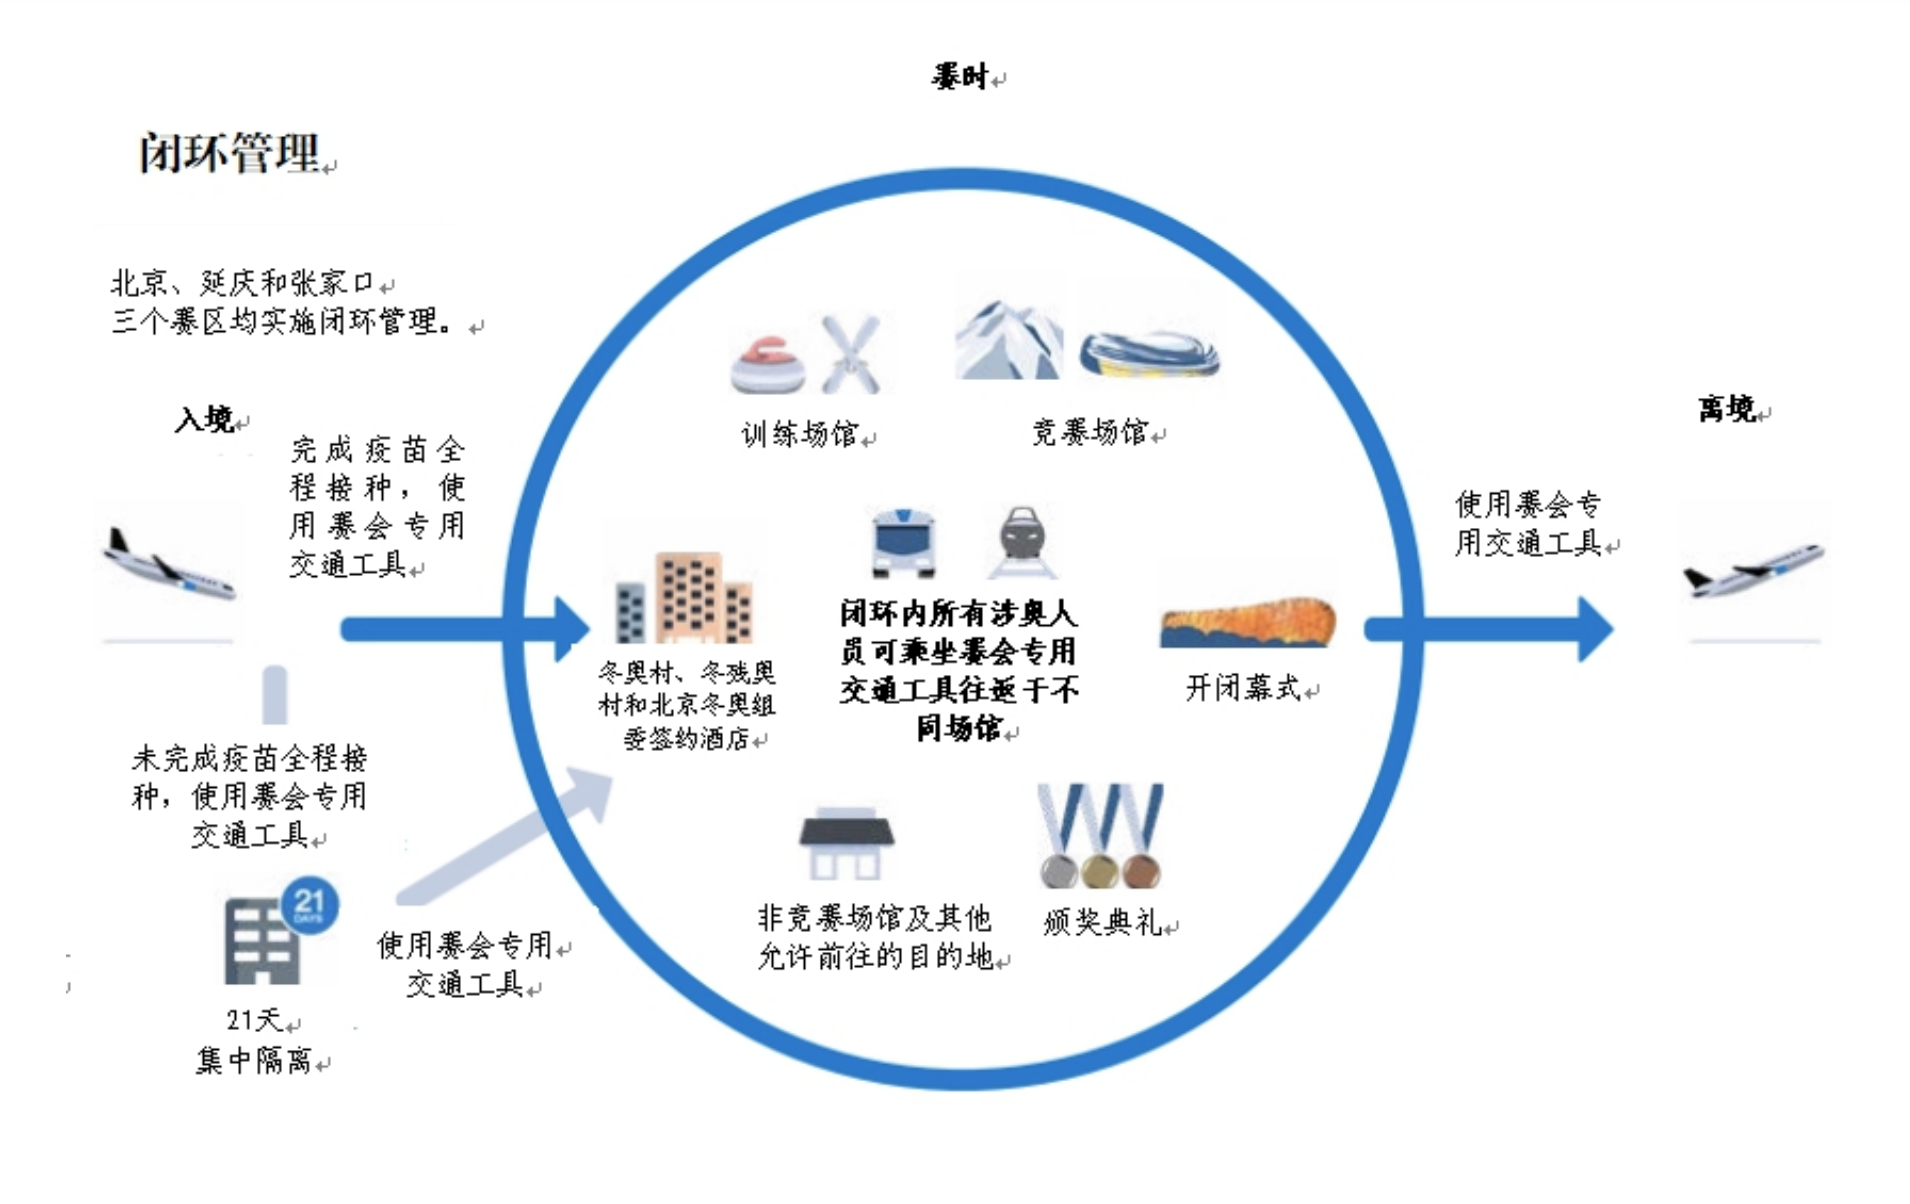 赛时
闭环管理
北京、延庆和张家口
三个赛区均实施闭环管理。
入境
完成疫苗全
程接种，使
用赛会专用
交通工具
未完成疫苗全程接
种，使用赛会专用
交通工具
21
DAYS
21天
集中隔离
使用赛会专用
交通工具
训练场馆
竞赛场馆
冬奥村、冬残奥
村和北京冬奥组
委签约酒店
闭环内所有涉奥人
员可乘坐赛会专用
交通工具往返于不
同场馆
开闭幕式
非竞赛场馆及其他
允许前往的目的地
颁奖典礼
离境
使用赛会专
用交通工具